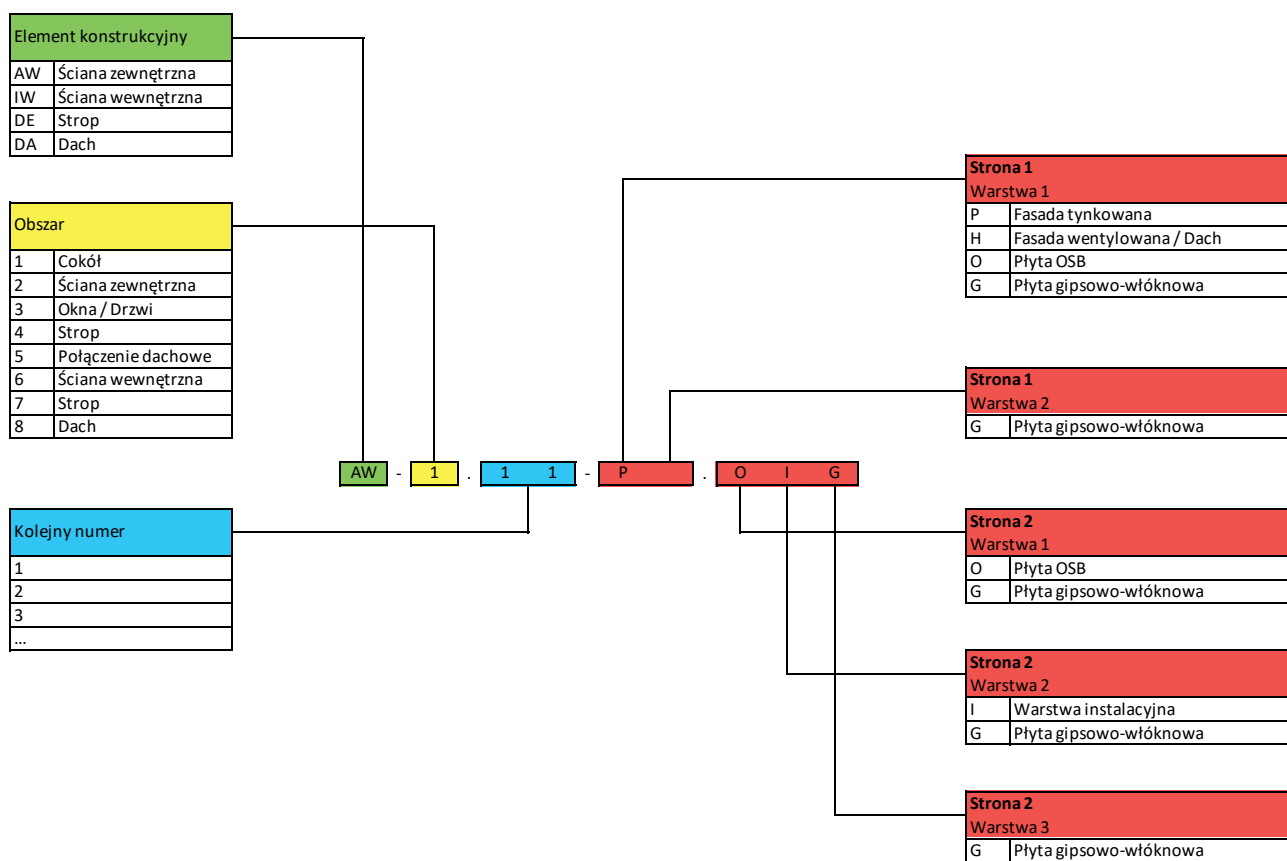 Element konstrukcyjny
AW Ściana zewnętrzna
IW Ściana wewnętrzna
DE Strop
DA Dach
Obszar
1 Cokół
2 Ściana zewnętrzna
3 Okna / Drzwi
4 Strop
5 Połączenie dachowe
6 Ściana wewnętrzna
7 Strop
8 Dach
AW - 1 . 1 1 - P . O I G
Kolejny numer
1
2
3
...
Strona 1
Warstwa 1
P Fasada tynkowana
H Fasada wentylowana / Dach
O Płyta OSB
G Płyta gipsowo-włóknowa
Strona 1
Warstwa 2
G Płyta gipsowo-włóknowa
Strona 2
Warstwa 1
O Płyta OSB
G Płyta gipsowo-włóknowa
Strona 2
Warstwa 2
I Warstwa instalacyjna
G Płyta gipsowo-włóknowa
Strona 2
Warstwa 3
G Płyta gipsowo-włóknowa